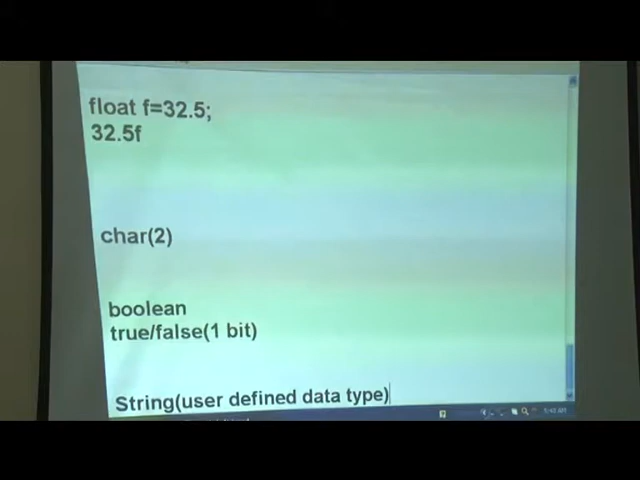 float f=32.5;
32.5f
char(2)
boolean
true/false(1 bit)
String(user defined data type)